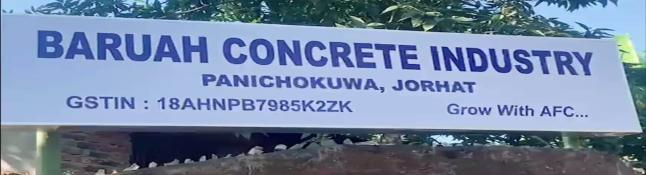 BARUAH CONCRETE INDUSTRY
PANICHOKUWA, JORHAT
GSTIN : 18AHNPB7985K2ZK Grow With AFC...